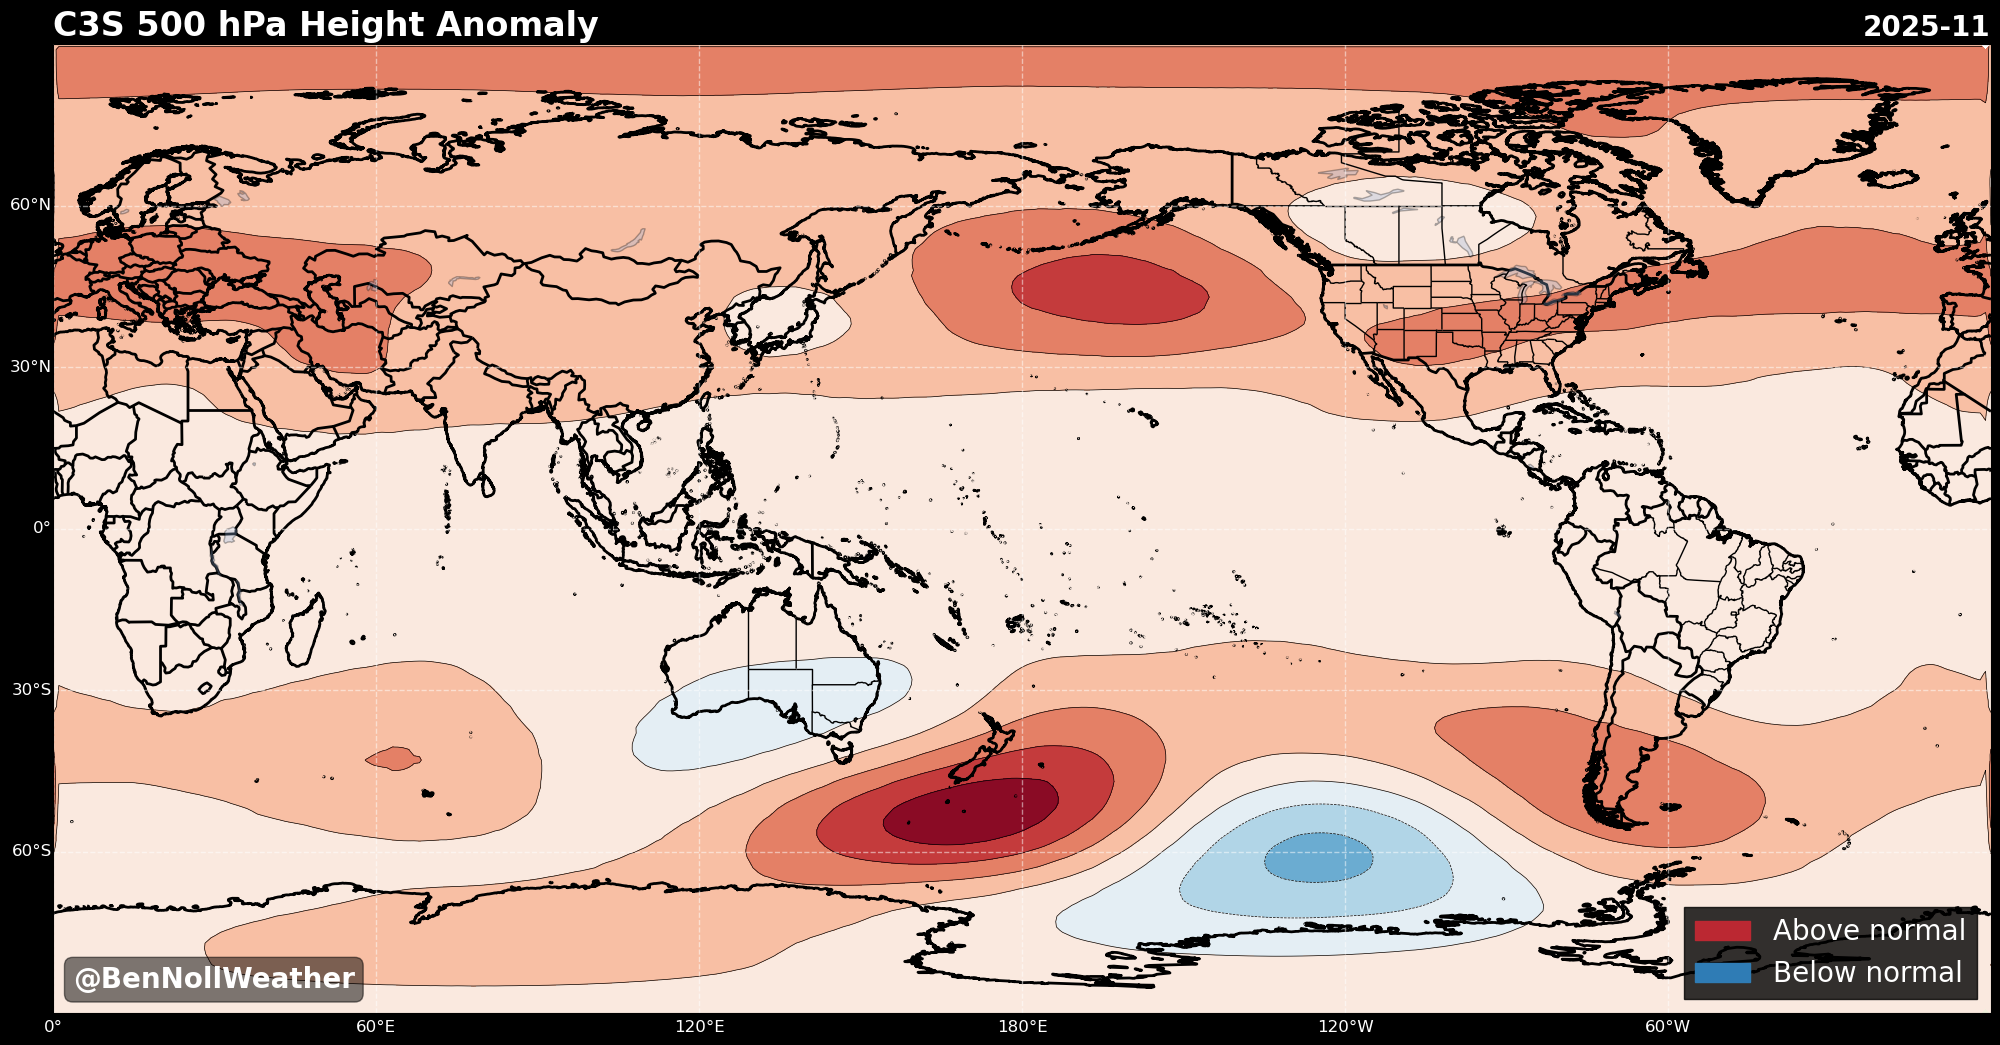 C3S 500 hPa Height Anomaly
2025-11
60°N
30°N
0°
30°S
60°S
Above normal
Below normal
@BenNollWeather
0°
60°E
120°E
180°E
120°W
60°W